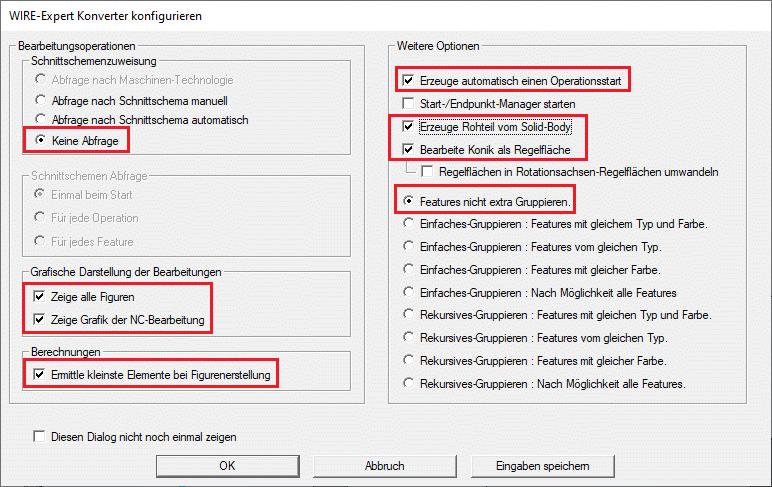 WIRE-Expert Konverter konfigurieren
Bearbeitungsoperationen
Schnittschemenzuweisung
Abfrage nach Maschinen-Technologie
Abfrage nach Schnittschema manuell
Abfrage nach Schnittschema automatisch
Keine Abfrage
Schnittschemen Abfrage
Einmal beim Start
Für jede Operation
Für jedes Feature
Grafische Darstellung der Bearbeitungen
Zeige alle Figuren
Zeige Grafik der NC-Bearbeitung
Berechnungen
Ermittle kleinste Elemente bei Figurenerstellung
Weitere Optionen
Erzeuge automatisch einen Operationsstart
Start-/Endpunkt-Manager starten
Erzeuge Rohteil vom Solid-Body
Bearbeite Konik als Regelfläche
Regelflächen in Rotationsachsen-Regelflächen umwandeln
Features nicht extra Gruppieren.
Einfaches-Gruppieren : Features mit gleichem Typ und Farbe.
Einfaches-Gruppieren : Features vom gleichen Typ.
Einfaches-Gruppieren : Features mit gleicher Farbe.
Einfaches-Gruppieren : Nach Möglichkeit alle Features
Rekursives-Gruppieren : Features mit gleichen Typ und Farbe.
Rekursives-Gruppieren : Features vom gleichen Typ.
Rekursives-Gruppieren : Features mit gleicher Farbe.
Rekursives-Gruppieren : Nach Möglichkeit alle Features.
Diesen Dialog nicht noch einmal zeigen
OK
Abbruch
Eingaben speichern